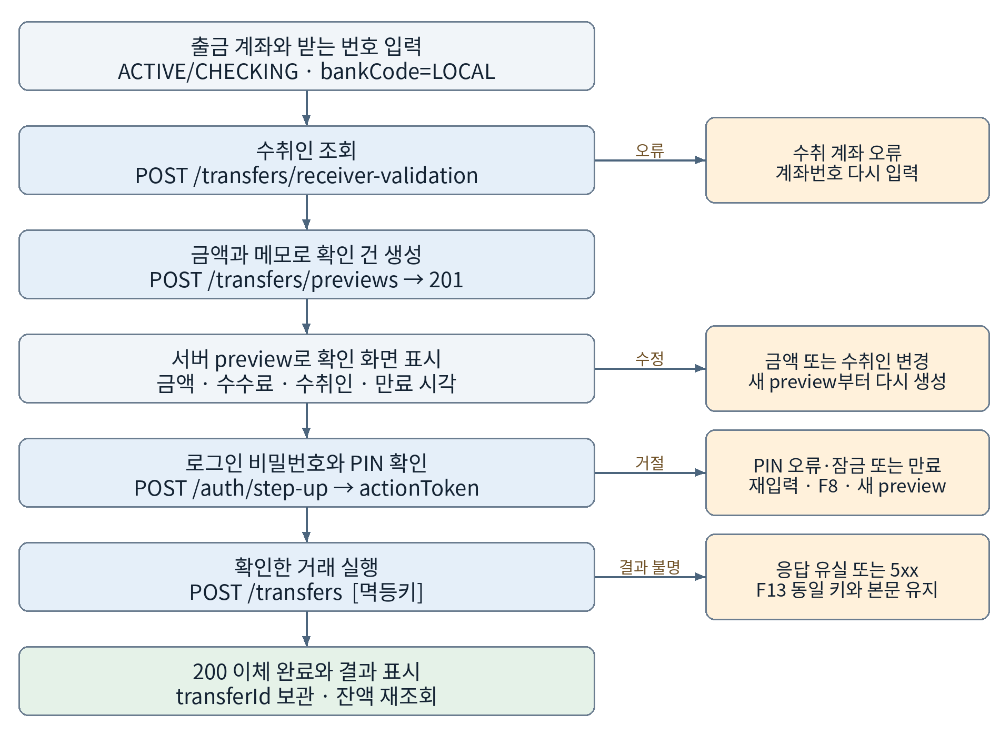 출금 계좌와 받는 번호 입력
ACTIVE/CHECKING · bankCode=LOCAL
수취인 조회
POST /transfers/receiver-validation
오류
수취 계좌 오류
계좌번호 다시 입력
금액과 메모로 확인 건 생성
POST /transfers/previews → 201
서버 preview로 확인 화면 표시
금액 · 수수료 · 수취인 · 만료 시각
수정
금액 또는 수취인 변경
새 preview부터 다시 생성
로그인 비밀번호와 PIN 확인
POST /auth/step-up → actionToken
거절
PIN 오류·잠금 또는 만료
재입력 · F8 · 새 preview
확인한 거래 실행
POST /transfers [멱등키]
결과 불명
응답 유실 또는 5xx
F13 동일 키와 본문 유지
200 이체 완료와 결과 표시
transferId 보관 · 잔액 재조회